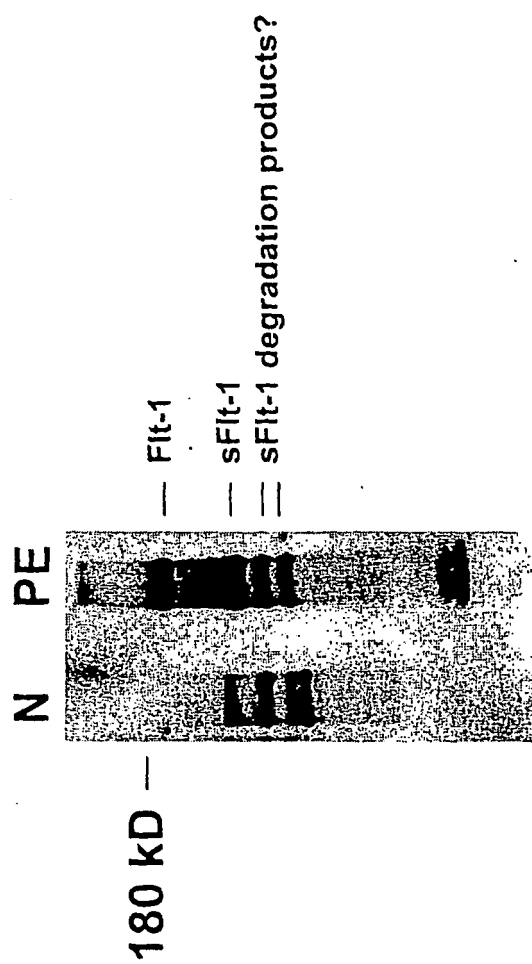 N
PE
180 kD
Flt-1
sFlt-1
sFlt-1 degradation products?